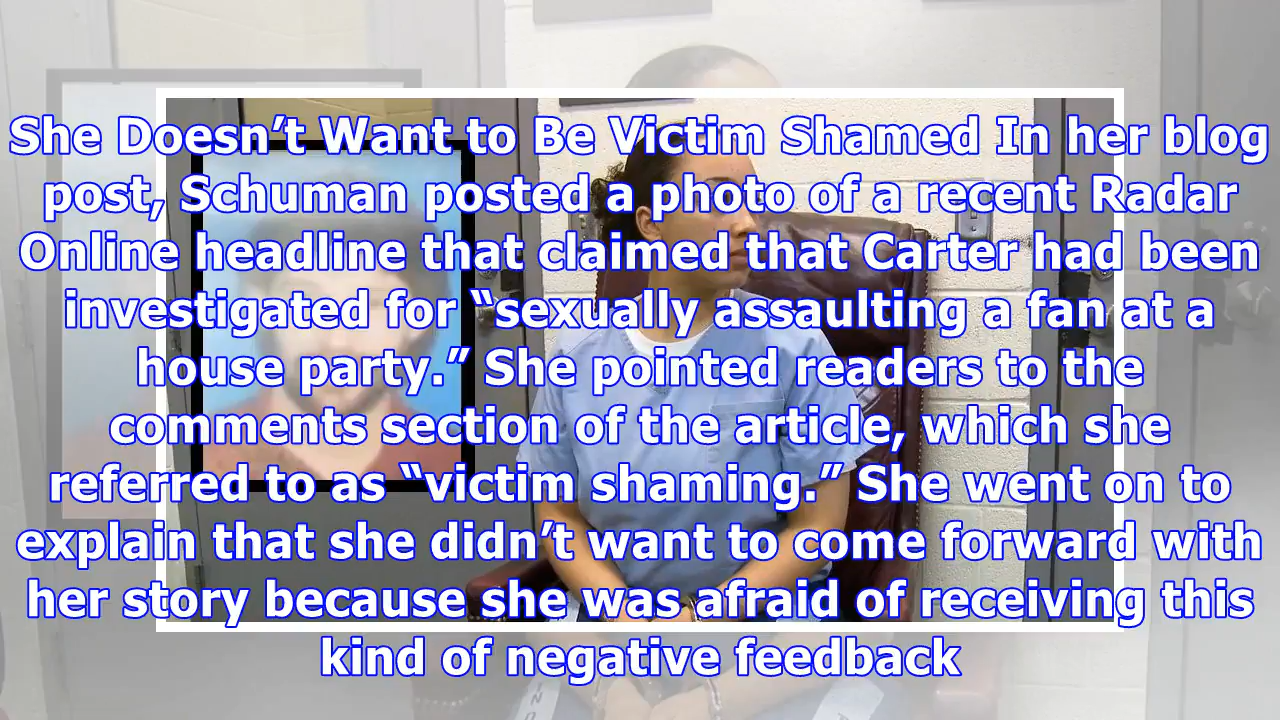 She Doesn’t Want to Be Victim Shamed In her blog
post, Schuman posted a photo of a recent Radar
Online headline that claimed that Carter had been
investigated for “sexually assaulting a fan at a
house party.” She pointed readers to the
comments section of the article, which she
referred to as “victim shaming.” She went on to
explain that she didn’t want to come forward with
her story because she was afraid of receiving this
kind of negative feedback